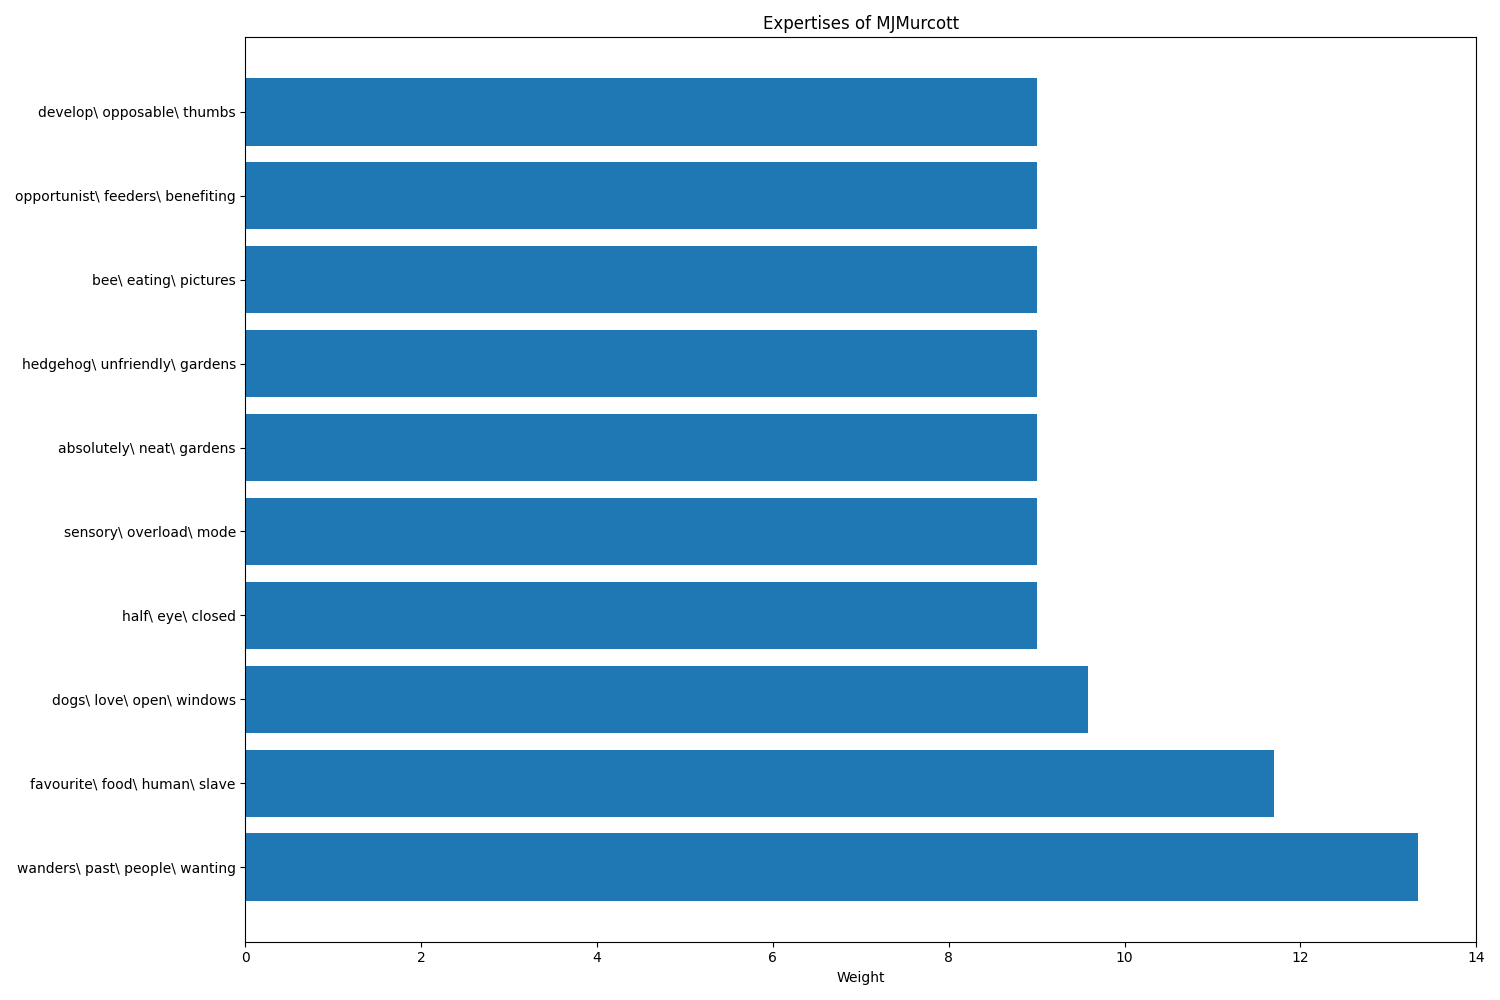 Expertises of MJMurcott
develop\ opposable\ thumbs
opportunist\ feeders\ benefiting
bee\ eating\ pictures
hedgehog\ unfriendly\ gardens
absolutely\ neat\ gardens
sensory\ overload\ mode
half\ eye\ closed
dogs\ love\ open\ windows
favourite\ food\ human\ slave
wanders\ past\ people\ wanting
0 2 4 6 8 10 12 14
Weight